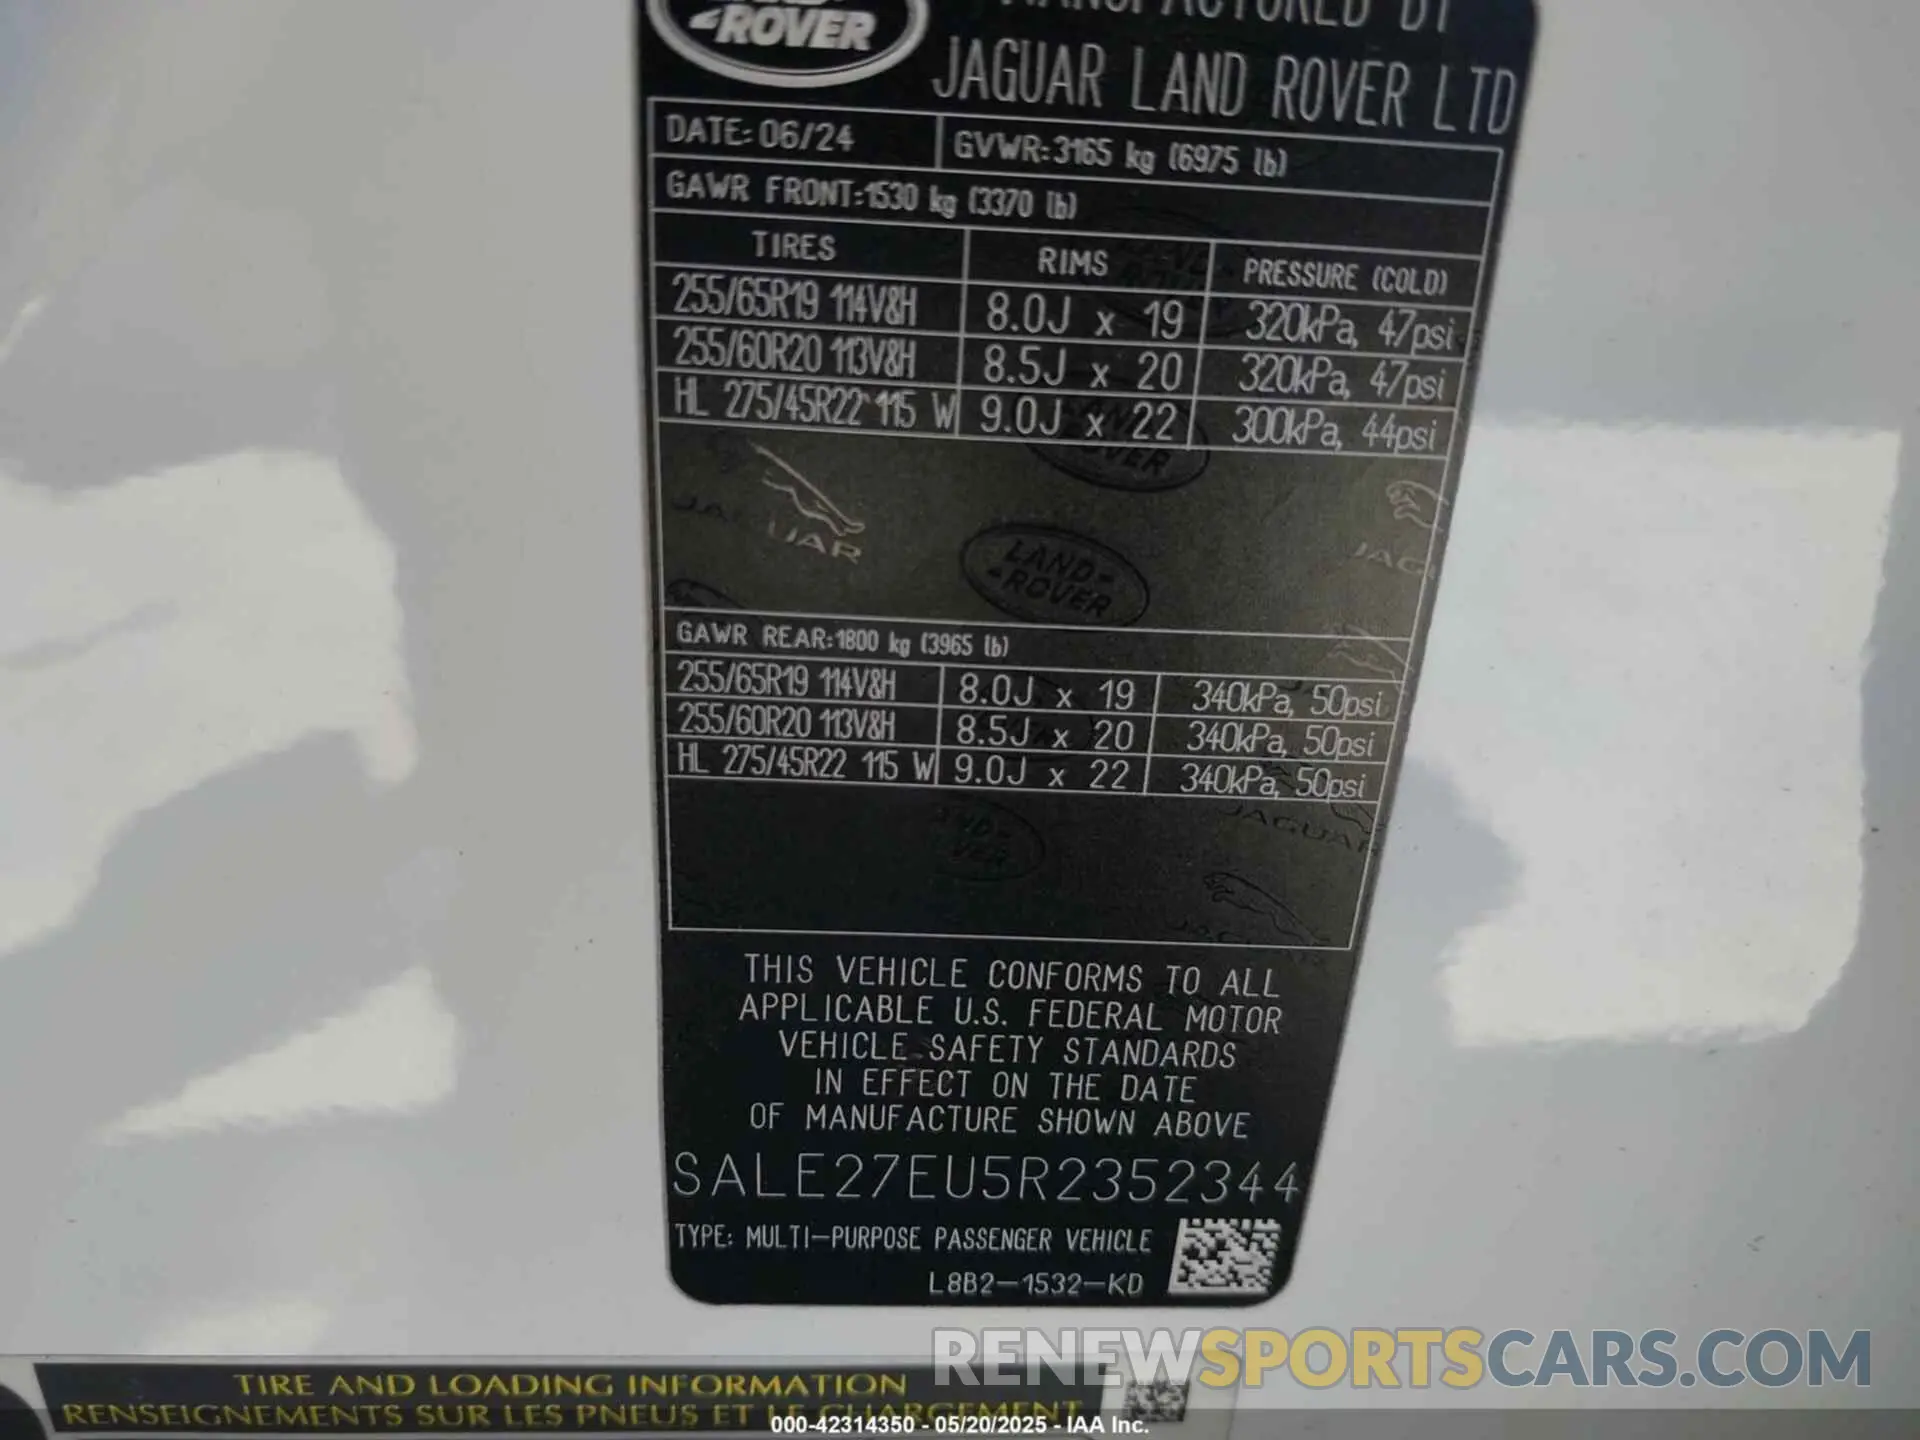 LAND-
-ROVER
MANUFACTURED BY
JAGUAR LAND ROVER LTD
DATE: 06/24
GVWR: 3165 kg (6975 lb)
GAWR FRONT: 1530 kg (3370 lb)
TIRES RIMS PRESSURE (COLD)
255/65R19 114V&H 8.0J x 19 320kPa, 47psi
255/60R20 113V&H 8.5J x 20 320kPa, 47psi
HL 275/45R22 115 W 9.0J x 22 300kPa, 44psi
JAGUAR
LAND-
-ROVER
GAWR REAR: 1800 kg (3965 lb)
255/65R19 114V&H 8.0J x 19 340kPa, 50psi
255/60R20 113V&H 8.5J x 20 340kPa, 50psi
HL 275/45R22 115 W 9.0J x 22 340kPa, 50psi
JAGUAR
THIS VEHICLE CONFORMS TO ALL
APPLICABLE U.S. FEDERAL MOTOR
VEHICLE SAFETY STANDARDS
IN EFFECT ON THE DATE
OF MANUFACTURE SHOWN ABOVE
SALE27EU5R2352344
TYPE: MULTI-PURPOSE PASSENGER VEHICLE
L8B2-1532-KD
RENEWSPORTSCARS.COM
TIRE AND LOADING INFORMATION
RENSEIGNEMENTS SUR LES PNEUS ET LE CHARGEMENT
000-42314350 - 05/20/2025 - IAA Inc.